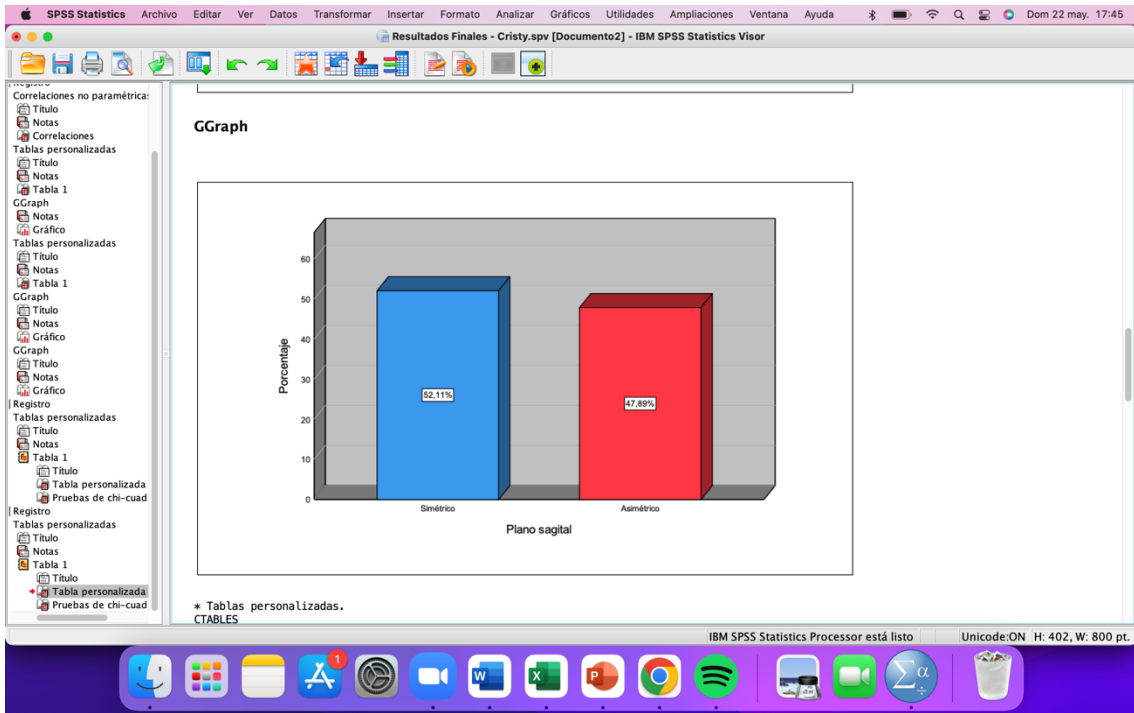 SPSS Statistics Archivo Editar Ver Datos Transformar Insertar Formato Analizar Gráficos Utilidades Ampliaciones Ventana Ayuda Dom 22 may. 17:45
Resultados Finales - Cristy.spv [Documento2] - IBM SPSS Statistics Visor
Registro
Correlaciones no paramétrica:
Título
Notas
Correlaciones
Tablas personalizadas
Título
Notas
Tabla 1
GGraph
Notas
Gráfico
Tablas personalizadas
Título
Notas
Tabla 1
GGraph
Título
Notas
Gráfico
GGraph
Título
Notas
Gráfico
Registro
Tablas personalizadas
Título
Notas
Tabla 1
Título
Tabla personalizada
Pruebas de chi-cuad
Registro
Tablas personalizadas
Título
Notas
Tabla 1
Título
Tabla personalizada
Pruebas de chi-cuad
GGraph
Porcentaje
60
50
40
30
20
10
0
52,11%
47,89%
Simétrico Asimétrico
Plano sagital
* Tablas personalizadas.
CTABLES
IBM SPSS Statistics Processor está listo Unicode:ON H: 402, W: 800 pt.
1
W X P Σα ÷